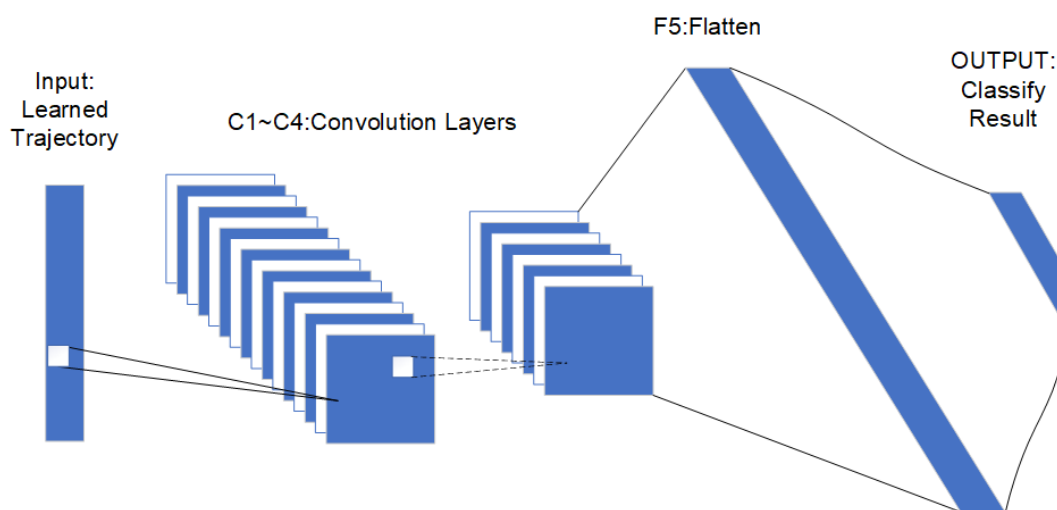 Input:
Learned
Trajectory
C1~C4:Convolution Layers
F5:Flatten
OUTPUT:
Classify
Result